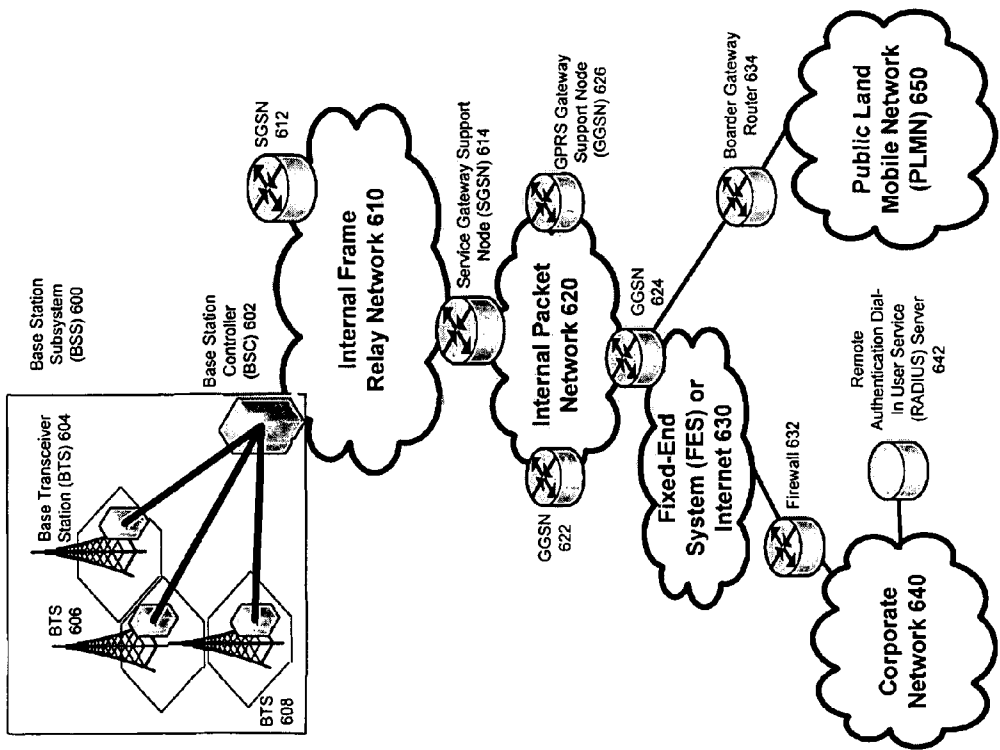 Base Station
Subsystem
(BSS) 600
Base Transceiver
Station (BTS) 604
BTS
606
BTS
608
Base Station
Controller
(BSC) 602
SGSN
612
Internal Frame
Relay Network 610
Service Gateway Support
Node (SGSN) 614
GPRS Gateway
Support Node
(GGSN) 626
Internal Packet
Network 620
GGSN
622
GGSN
624
Boarder Gateway
Router 634
Fixed-End
System (FES) or
Internet 630
Firewall 632
Remote
Authentication Dial-
in User Service
(RADIUS) Server
642
Public Land
Mobile Network
(PLMN) 650
Corporate
Network 640